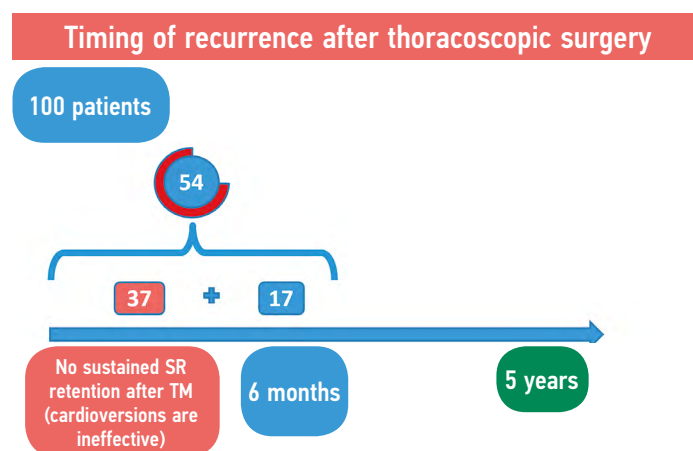 Timing of recurrence after thoracoscopic surgery
100 patients
54
37 + 17
No sustained SR
retention after TM
(cardioversions are
ineffective)
6 months
5 years